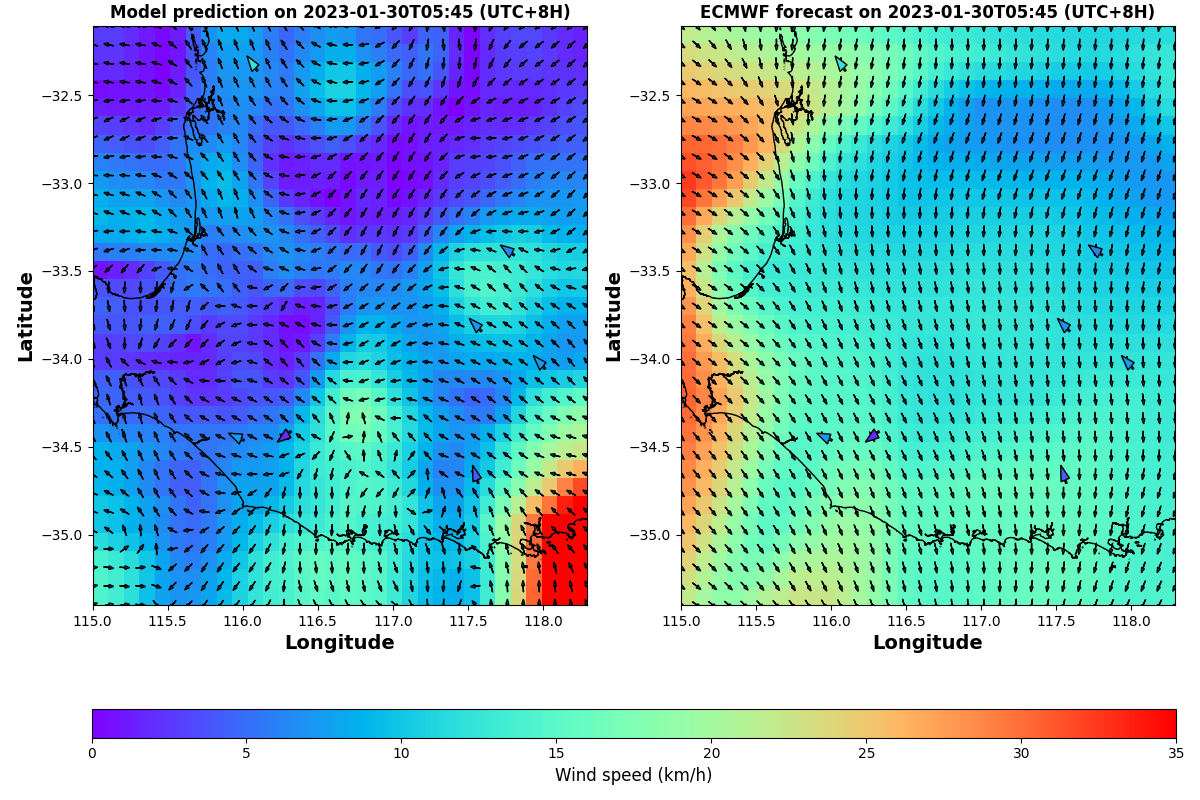 Model prediction on 2023-01-30T05:45 (UTC+8H)
ECMWF forecast on 2023-01-30T05:45 (UTC+8H)
Latitude
−32.5
−33.0
−33.5
−34.0
−34.5
−35.0
115.0 115.5 116.0 116.5 117.0 117.5 118.0
Longitude
Latitude
−32.5
−33.0
−33.5
−34.0
−34.5
−35.0
115.0 115.5 116.0 116.5 117.0 117.5 118.0
Longitude
0 5 10 15 20 25 30 35
Wind speed (km/h)